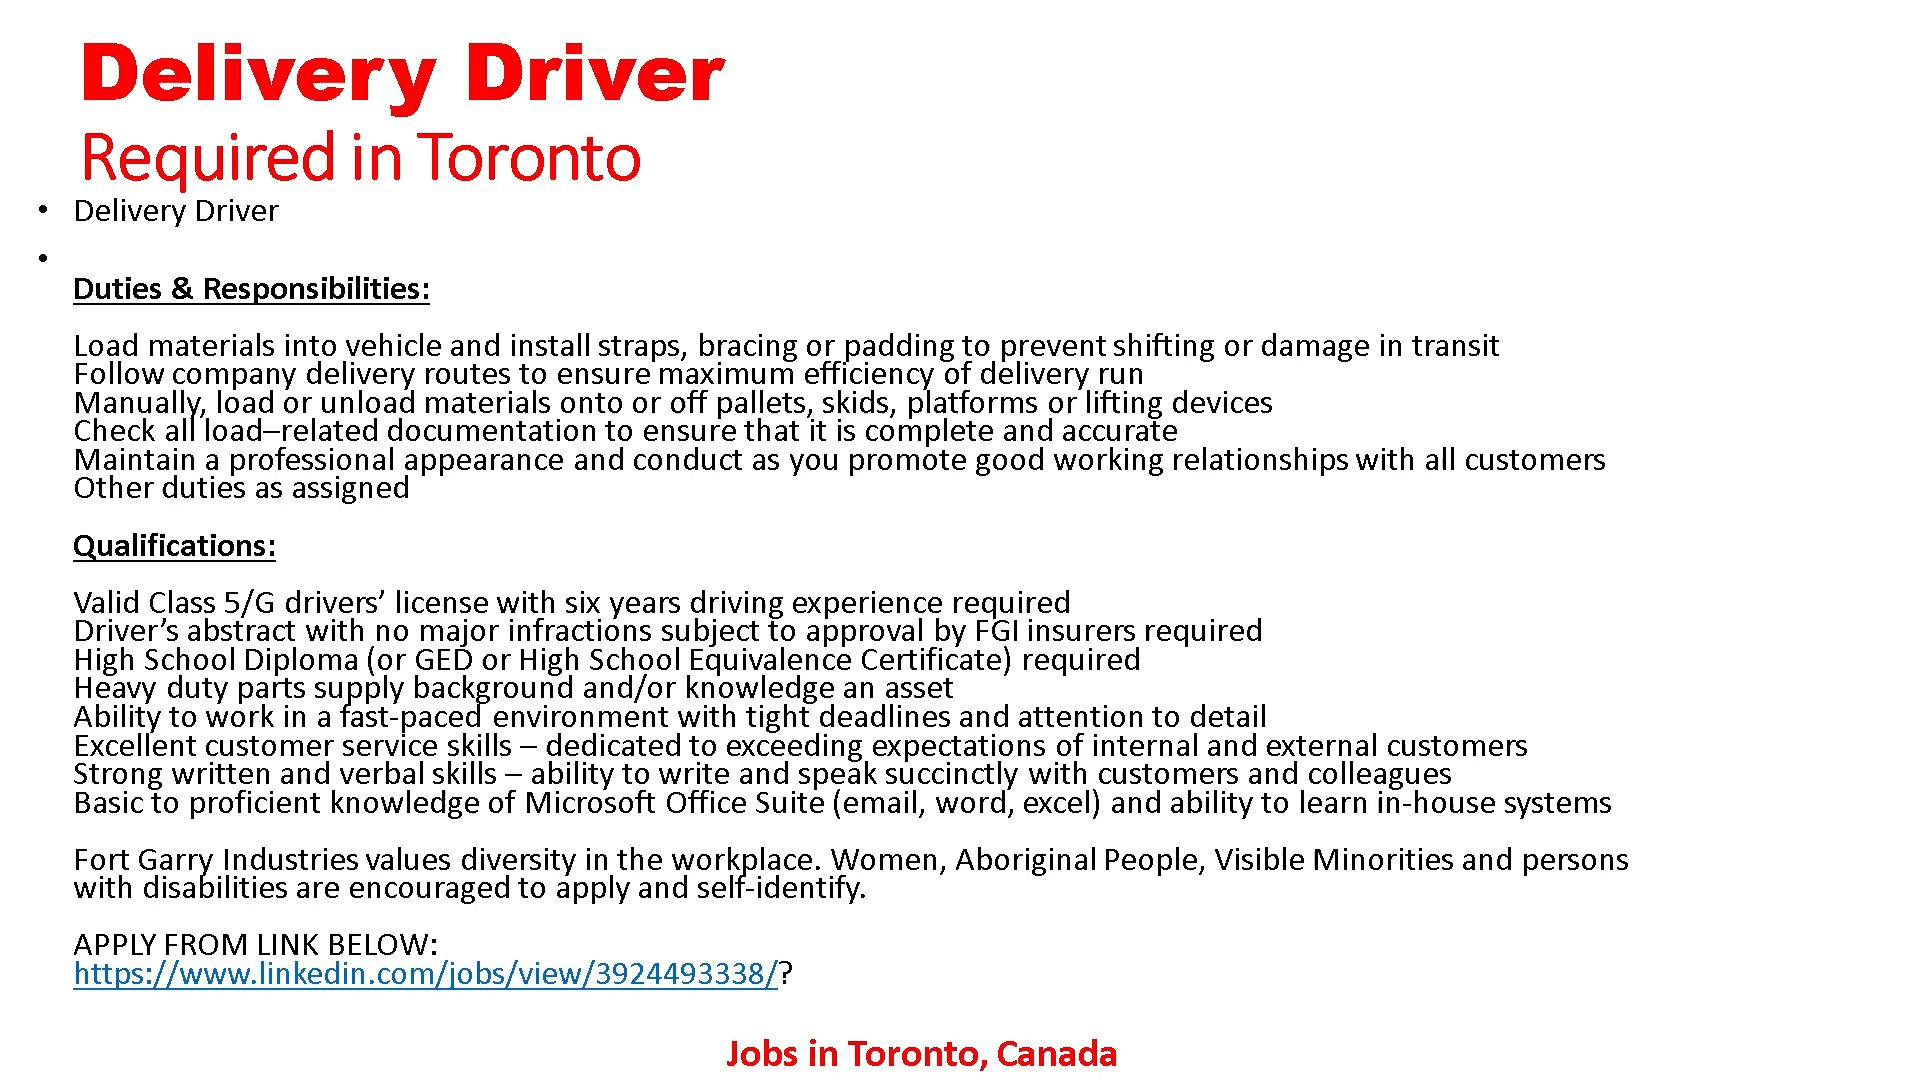 Delivery Driver
Required in Toronto
• Delivery Driver
•
Duties & Responsibilities:
Load materials into vehicle and install straps, bracing or padding to prevent shifting or damage in transit
Follow company delivery routes to ensure maximum efficiency of delivery run
Manually, load or unload materials onto or off pallets, skids, platforms or lifting devices
Check all load–related documentation to ensure that it is complete and accurate
Maintain a professional appearance and conduct as you promote good working relationships with all customers
Other duties as assigned
Qualifications:
Valid Class 5/G drivers’ license with six years driving experience required
Driver’s abstract with no major infractions subject to approval by FGI insurers required
High School Diploma (or GED or High School Equivalence Certificate) required
Heavy duty parts supply background and/or knowledge an asset
Ability to work in a fast-paced environment with tight deadlines and attention to detail
Excellent customer service skills – dedicated to exceeding expectations of internal and external customers
Strong written and verbal skills – ability to write and speak succinctly with customers and colleagues
Basic to proficient knowledge of Microsoft Office Suite (email, word, excel) and ability to learn in-house systems
Fort Garry Industries values diversity in the workplace. Women, Aboriginal People, Visible Minorities and persons
with disabilities are encouraged to apply and self-identify.
APPLY FROM LINK BELOW:
https://www.linkedin.com/jobs/view/3924493338/?
Jobs in Toronto, Canada